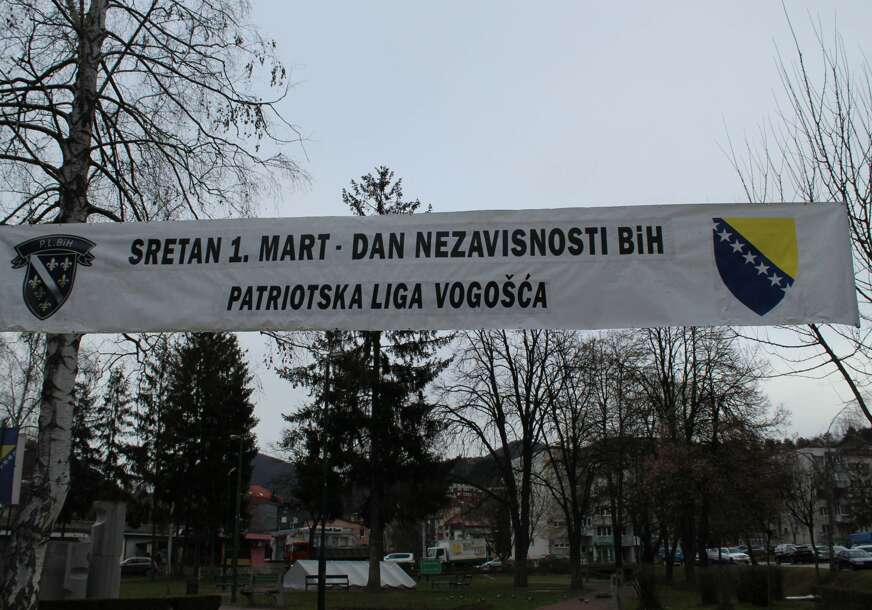 P.L.BiH
SRETAN 1. MART - DAN NEZAVISNOSTI BiH
PATRIOTSKA LIGA VOGOŠĆA